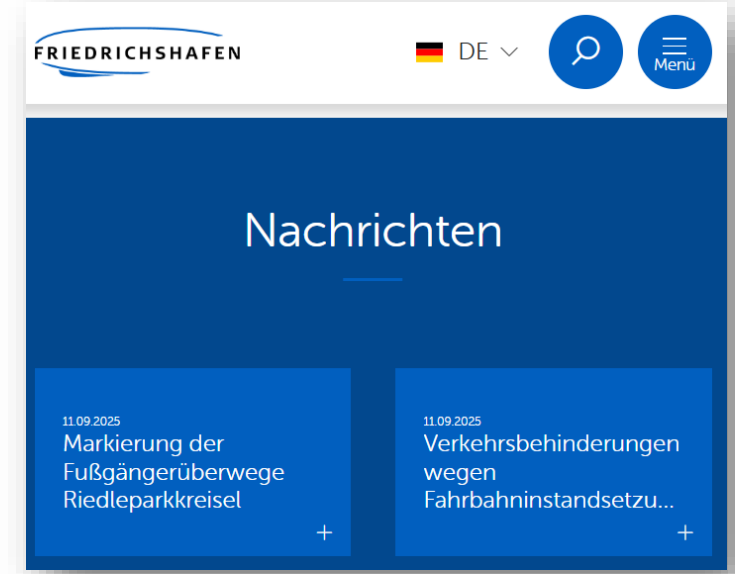 FRIEDRICHSHAFEN
DE
Menü
Nachrichten
11.09.2025
Markierung der
Fußgängerüberwege
Riedleparkkreisel
+
11.09.2025
Verkehrsbehinderungen
wegen
Fahrbahninstandsetzu...
+